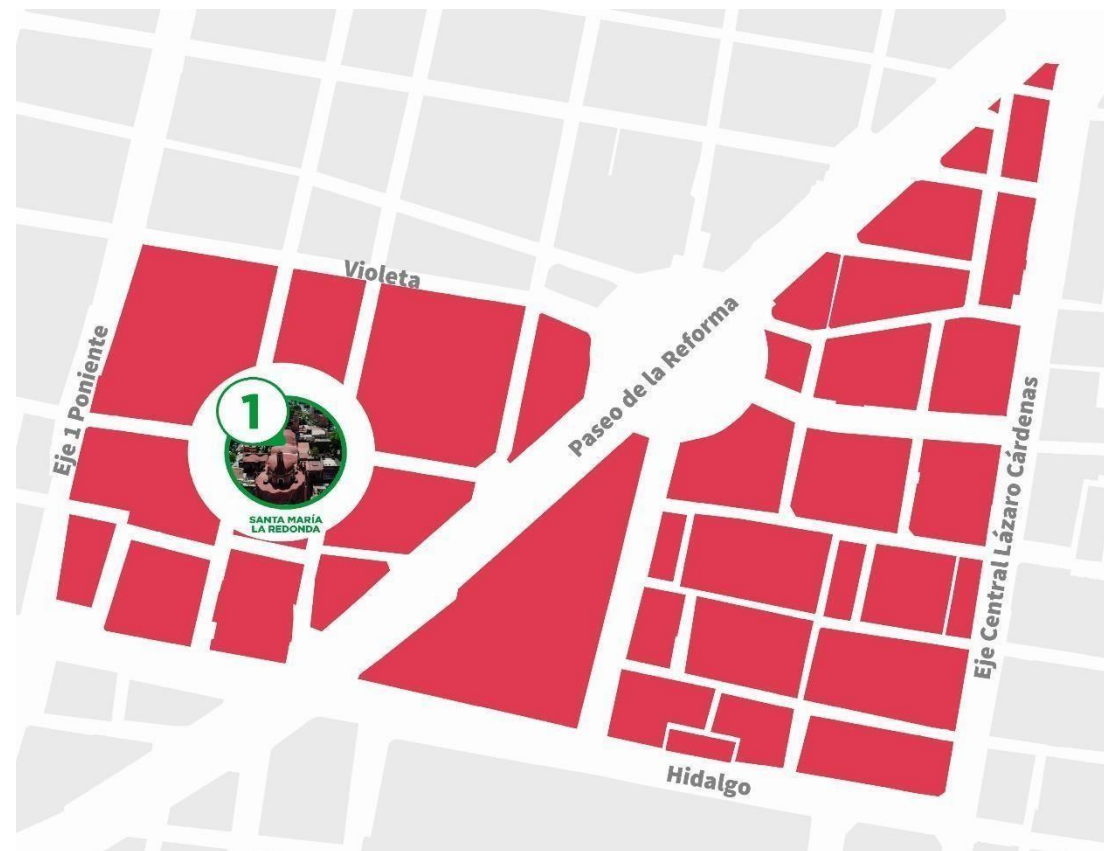 Violeta
Eje 1 Poniente
Paseo de la Reforma
1
SANTA MARÍA
LA REDONDA
Eje Central Lázaro Cárdenas
Hidalgo